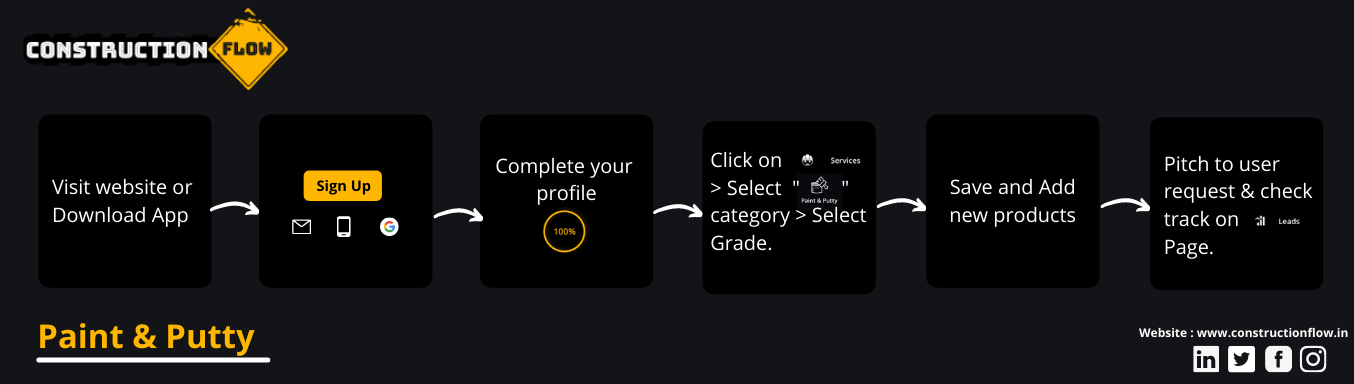 CONSTRUCTION FLOW
Visit website or
Download App
Sign Up
Complete your
profile
100%
Click on Services
> Select " Paint & Putty "
category > Select
Grade.
Save and Add
new products
Pitch to user
request & check
track on Leads
Page.
Paint & Putty
Website : www.constructionflow.in